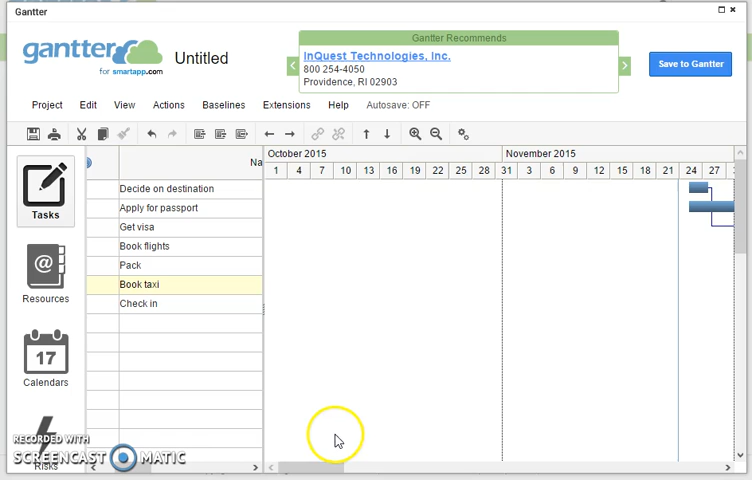 Gantter
gantter
for smartapp.com
Untitled
Gantter Recommends
InQuest Technologies, Inc.
800 254-4050
Providence, RI 02903
Save to Gantter
Project Edit View Actions Baselines Extensions Help Autosave: OFF
Na
October 2015 November 2015
1 4 7 10 13 16 19 22 25 28 31 3 6 9 12 15 18 21 24 27
Tasks
Resources
Calendars
17
Risks
Decide on destination
Apply for passport
Get visa
Book flights
Pack
Book taxi
Check in
RECORDED WITH
SCREENCAST MATIC